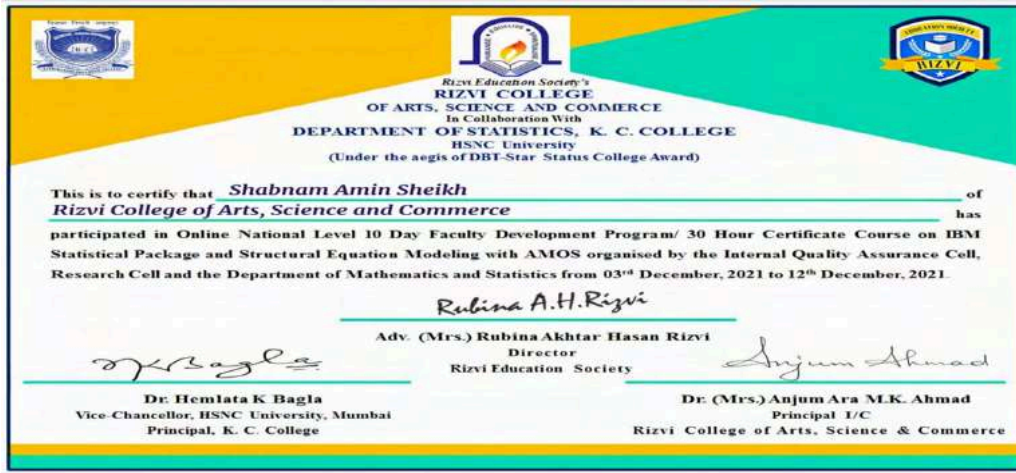 K C
RIZVI
Rizvi Education Society's
RIZVI COLLEGE
OF ARTS, SCIENCE AND COMMERCE
In Collaboration With
DEPARTMENT OF STATISTICS, K. C. COLLEGE
HSNC University
(Under the aegis of DBT-Star Status College Award)
This is to certify that Shabnam Amin Sheikh of
Rizvi College of Arts, Science and Commerce has
participated in Online National Level 10 Day Faculty Development Program/ 30 Hour Certificate Course on IBM
Statistical Package and Structural Equation Modeling with AMOS organised by the Internal Quality Assurance Cell,
Research Cell and the Department of Mathematics and Statistics from 03rd December, 2021 to 12th December, 2021.
Rubina A.H.Rizvi
Adv. (Mrs.) Rubina Akhtar Hasan Rizvi
Director
Rizvi Education Society
Bagla
Anjum Ahmad
Dr. Hemlata K Bagla
Vice-Chancellor, HSNC University, Mumbai
Principal, K. C. College
Dr. (Mrs.) Anjum Ara M.K. Ahmad
Principal I/C
Rizvi College of Arts, Science & Commerce